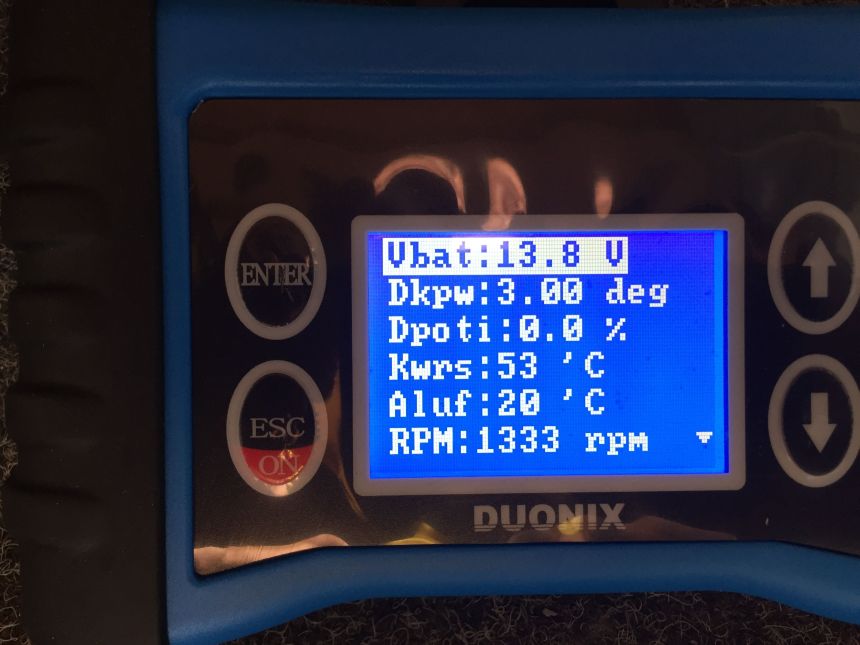 ENTER
ESC
ON
Vbat:13.8 V
Dkpw:3.00 deg
Dpoti:0.0 %
Kwrs:53 'C
Aluf:20 'C
RPM:1333 rpm
DUONIX